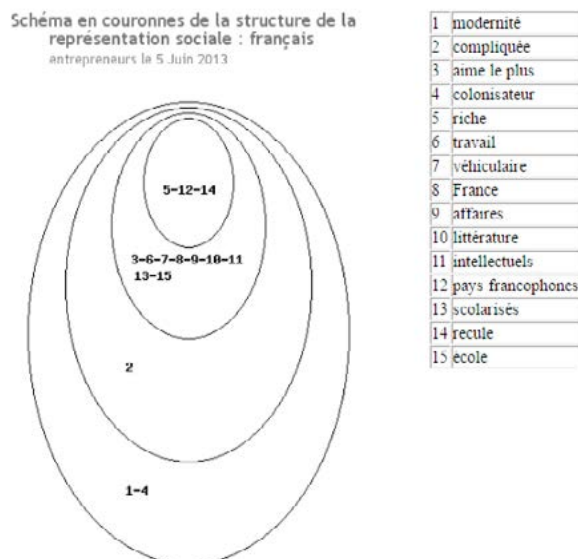 Schéma en couronnes de la structure de la
représentation sociale : français
entrepreneurs le 5 Juin 2013
5-12-14
3-6-7-8-9-10-11
13-15
2
1-4
1 modernité
2 compliquée
3 aime le plus
4 colonisateur
5 riche
6 travail
7 véhiculaire
8 France
9 affaires
10 littérature
11 intellectuels
12 pays francophones
13 scolarisés
14 recule
15 école